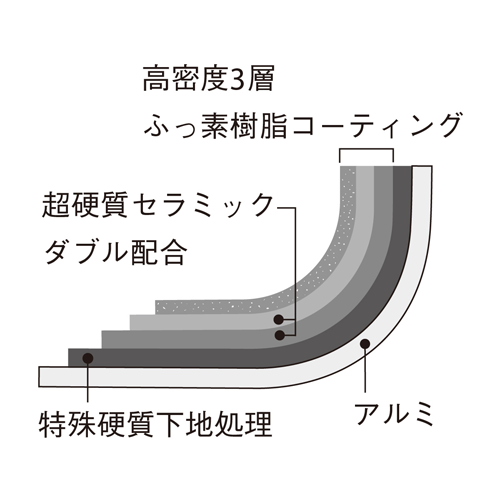 高密度3層
ふっ素樹脂コーティング
超硬質セラミック
ダブル配合
特殊硬質下地処理
アルミ